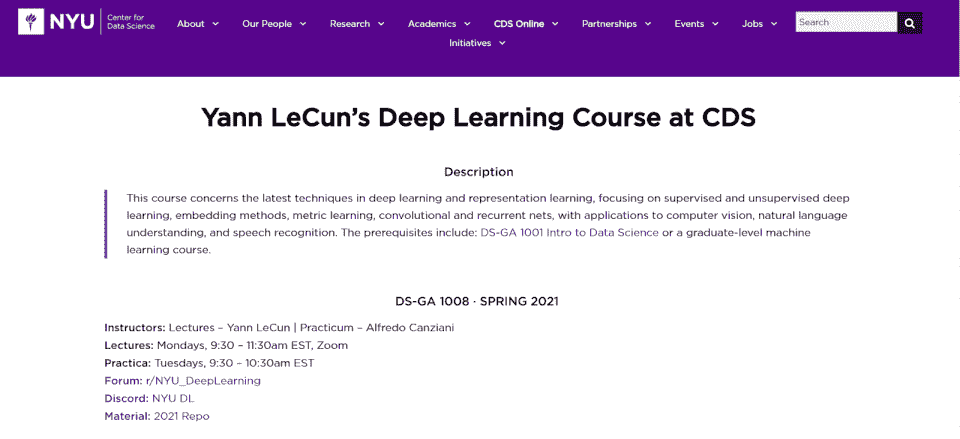 NYU Center for
Data Science
About Our People Research Academics CDS Online Partnerships Events Jobs Search
Initiatives
Yann LeCun's Deep Learning Course at CDS
Description
This course concerns the latest techniques in deep learning and representation learning, focusing on supervised and unsupervised deep
learning, embedding methods, metric learning, convolutional and recurrent nets, with applications to computer vision, natural language
understanding, and speech recognition. The prerequisites include: DS-GA 1001 Intro to Data Science or a graduate-level machine
learning course.
DS-GA 1008 · SPRING 2021
Instructors: Lectures – Yann LeCun | Practicum – Alfredo Canziani
Lectures: Mondays, 9:30 – 11:30am EST, Zoom
Practica: Tuesdays, 9:30 – 10:30am EST
Forum: r/NYU_DeepLearning
Discord: NYU DL
Material: 2021 Repo